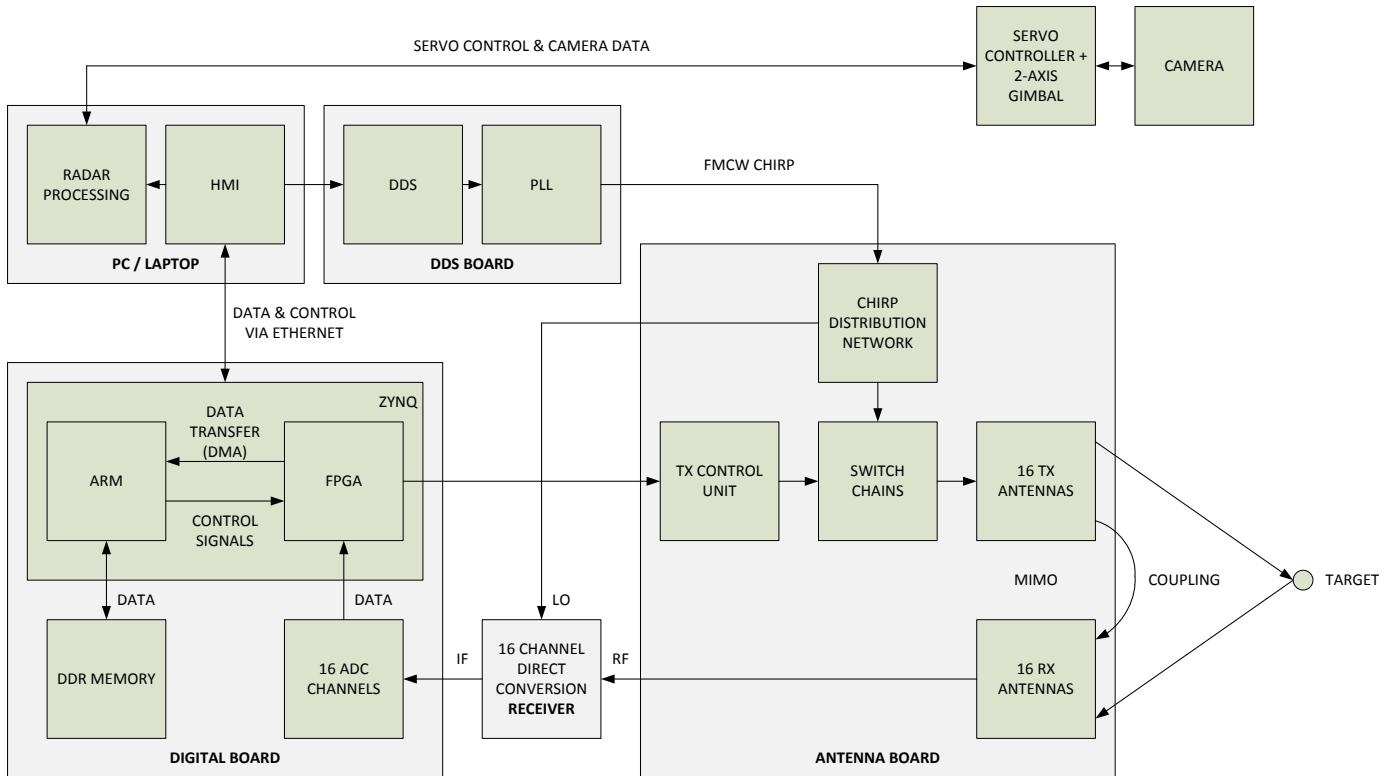 SERVO CONTROL & CAMERA DATA
SERVO
CONTROLLER +
2-AXIS
GIMBAL
CAMERA
RADAR
PROCESSING
HMI
PC / LAPTOP
DDS
PLL
DDS BOARD
FMCW CHIRP
DATA & CONTROL
VIA ETHERNET
CHIRP
DISTRIBUTION
NETWORK
ZYNQ
DATA
TRANSFER
(DMA)
ARM
FPGA
CONTROL
SIGNALS
TX CONTROL
UNIT
SWITCH
CHAINS
16 TX
ANTENNAS
MIMO
COUPLING
TARGET
DATA
DATA
LO
DDR MEMORY
16 ADC
CHANNELS
IF
16 CHANNEL
DIRECT
CONVERSION
RECEIVER
RF
16 RX
ANTENNAS
DIGITAL BOARD
ANTENNA BOARD